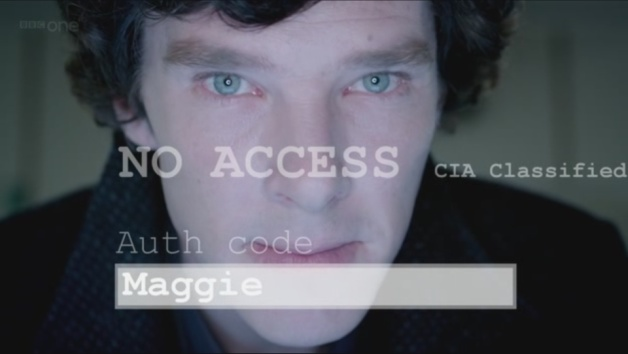 BBC one
NO ACCESS CIA Classified
Auth code
Maggie